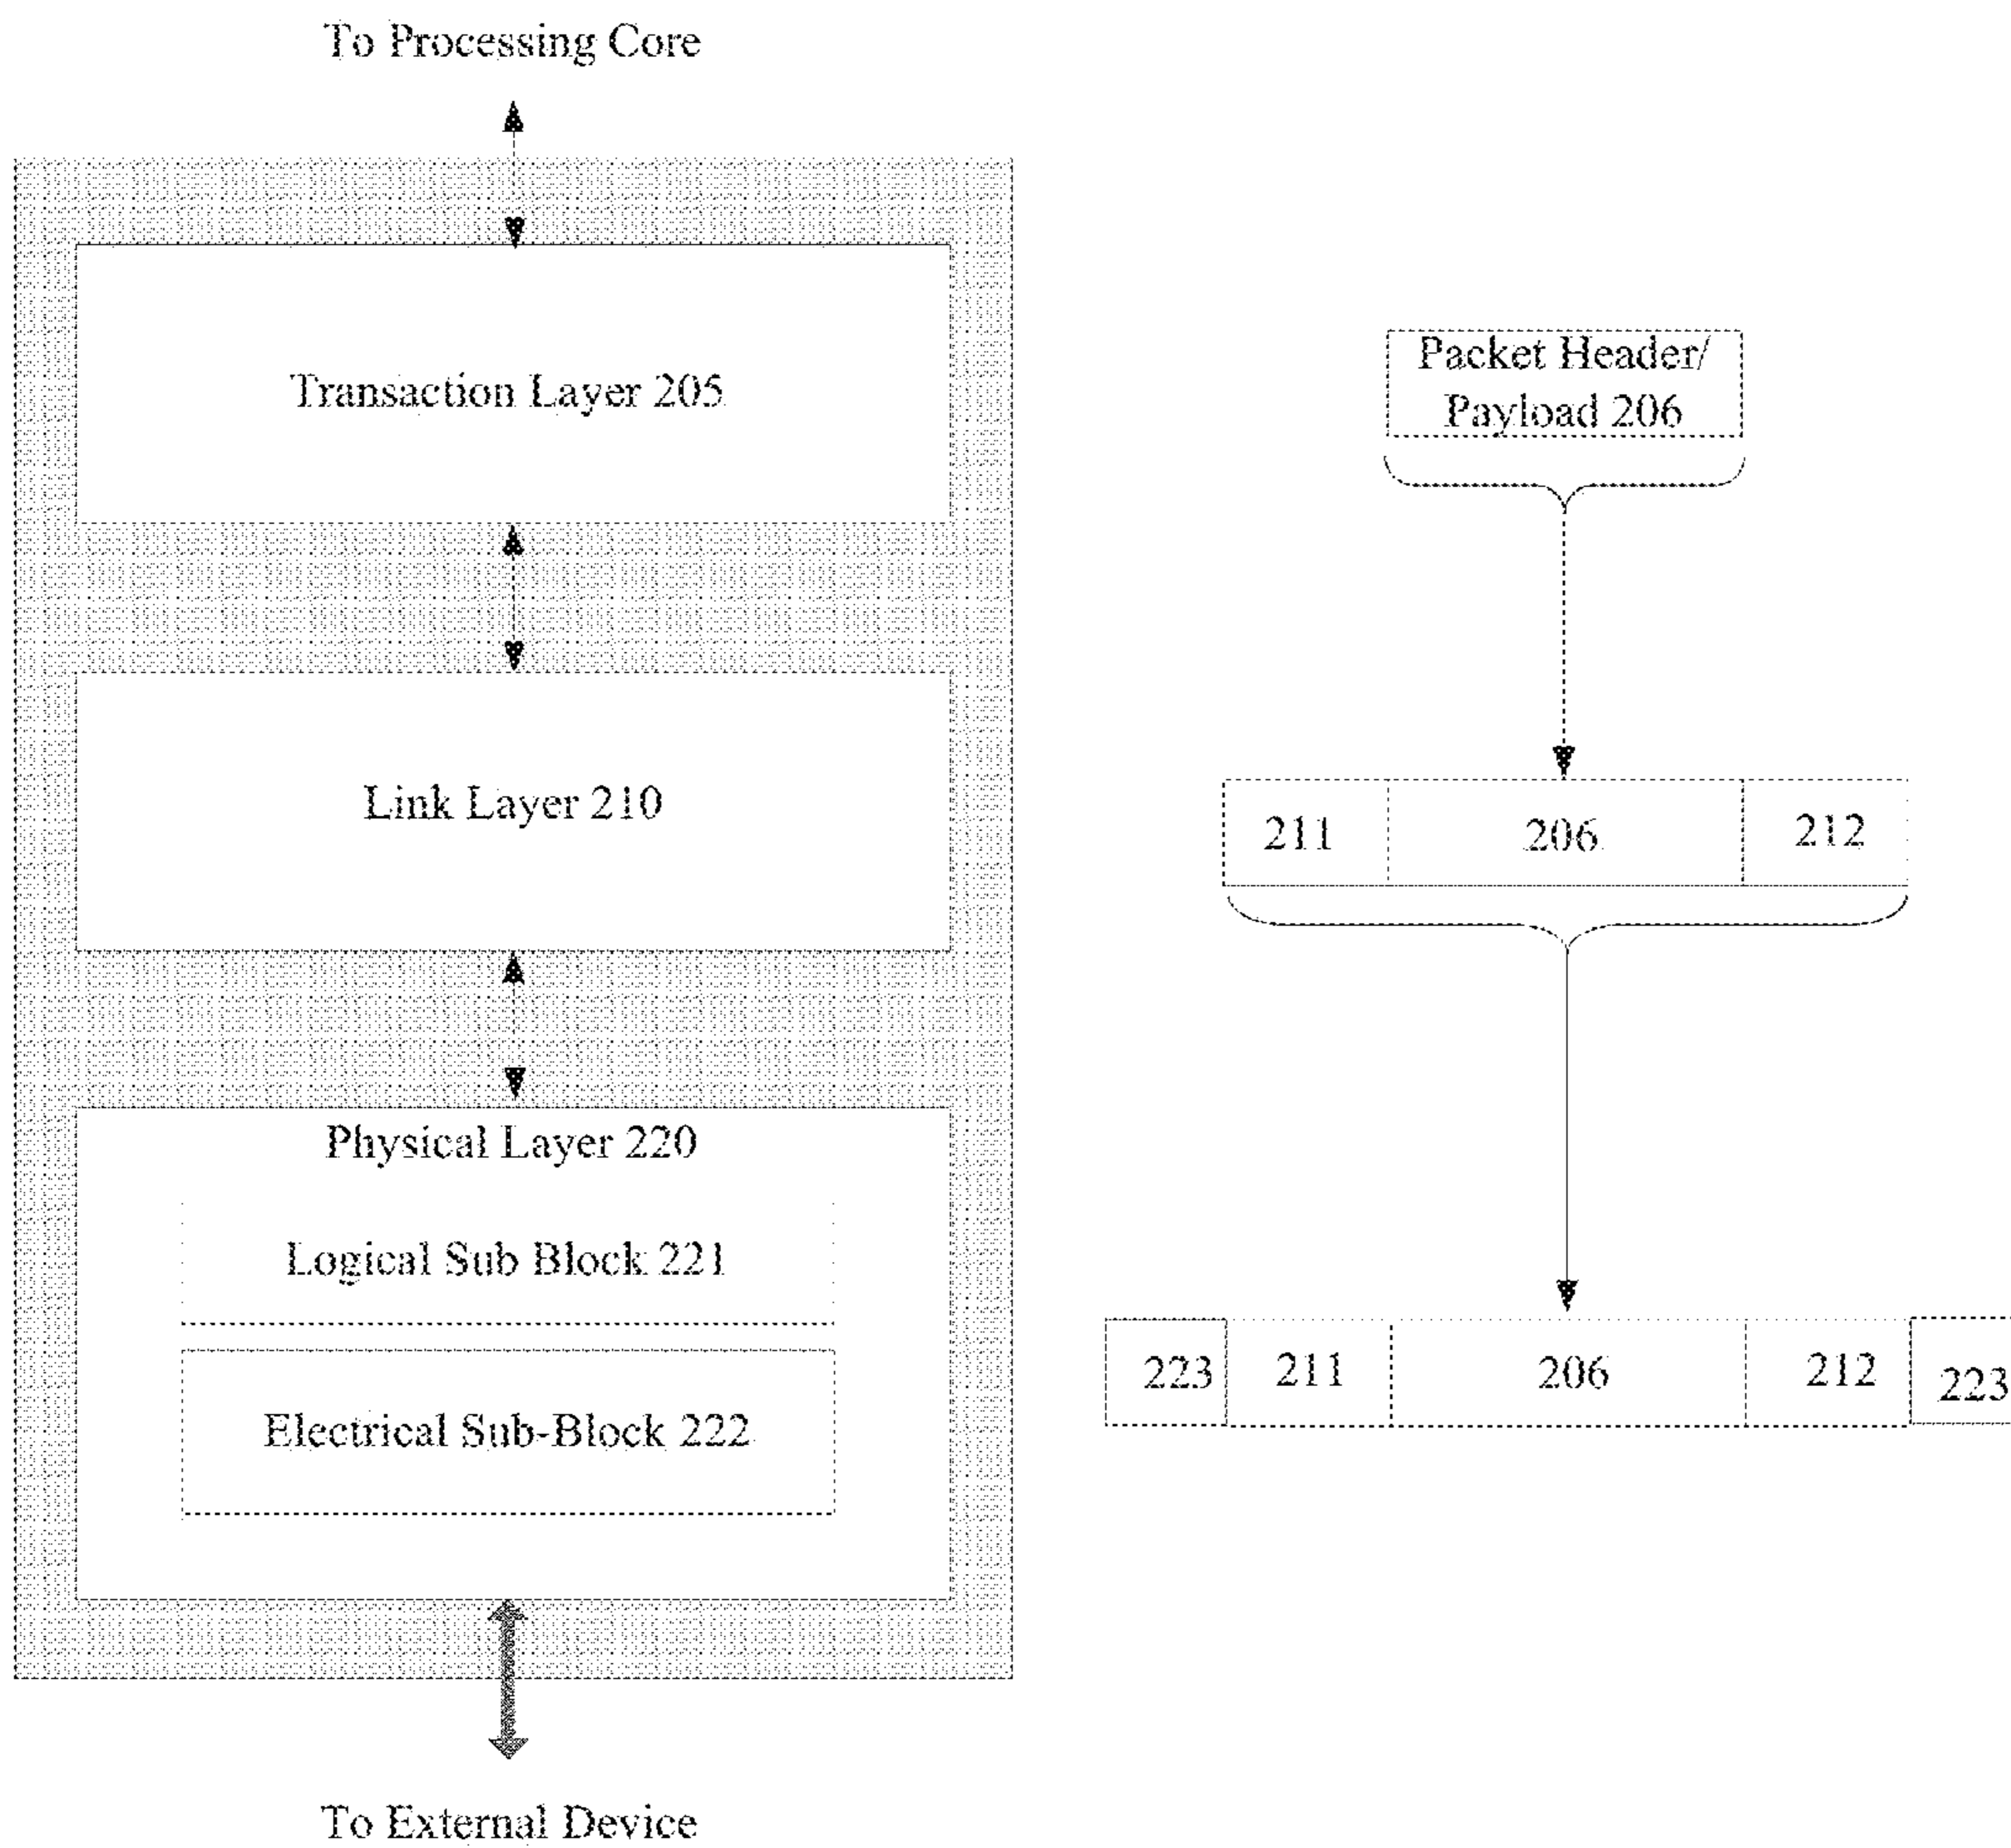 To Processing Core
Transaction Layer 205
Packet Header/
Payload 206
Link Layer 210
211 206 212
Physical Layer 220
Logical Sub Block 221
Electrical Sub-Block 222
223 211 206 212 223
To External Device